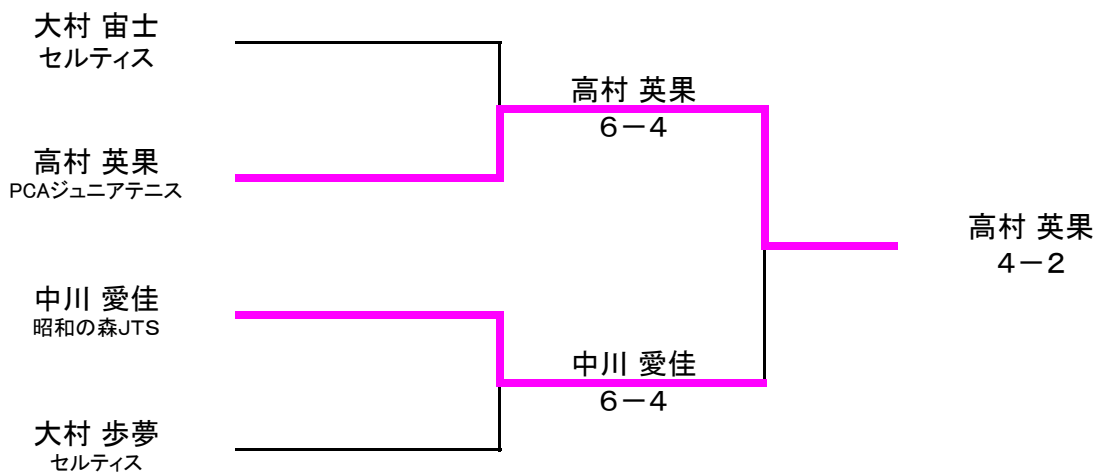 大村 宙士
セルティス
高村 英果
6－4
高村 英果
PCAジュニアテニス
高村 英果
4－2
中川 愛佳
昭和の森JTS
中川 愛佳
6－4
大村 歩夢
セルティス